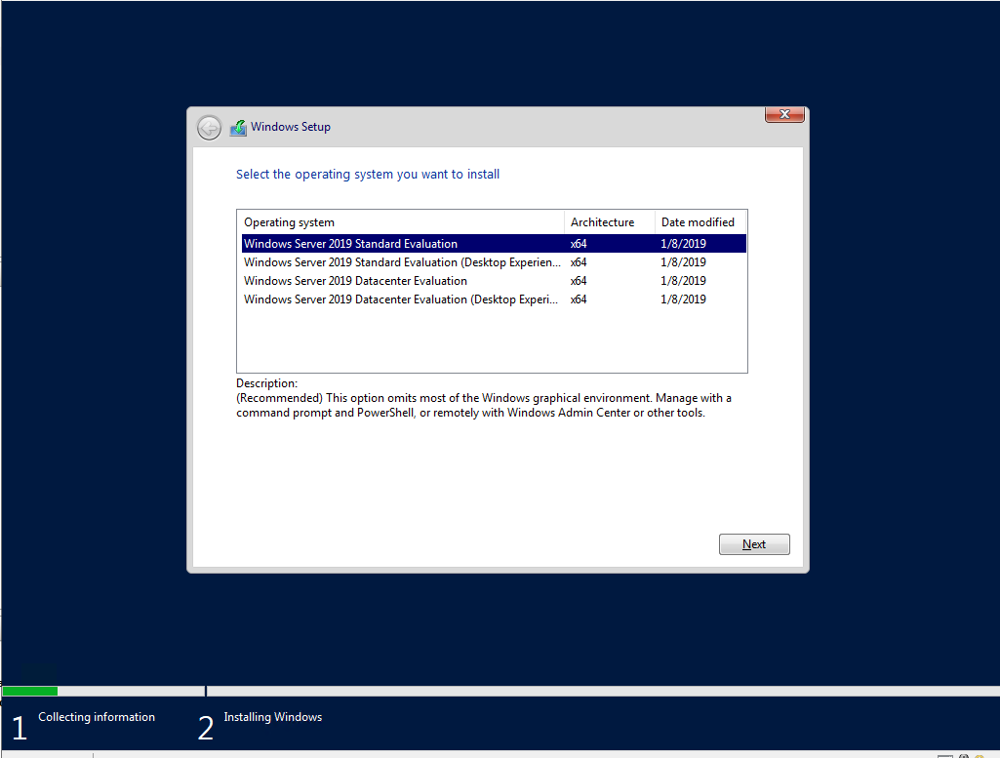 Windows Setup
Select the operating system you want to install
Operating system Architecture Date modified
Windows Server 2019 Standard Evaluation x64 1/8/2019
Windows Server 2019 Standard Evaluation (Desktop Experien... x64 1/8/2019
Windows Server 2019 Datacenter Evaluation x64 1/8/2019
Windows Server 2019 Datacenter Evaluation (Desktop Experi... x64 1/8/2019
Description:
(Recommended) This option omits most of the Windows graphical environment. Manage with a
command prompt and PowerShell, or remotely with Windows Admin Center or other tools.
Next
1 Collecting information 2 Installing Windows